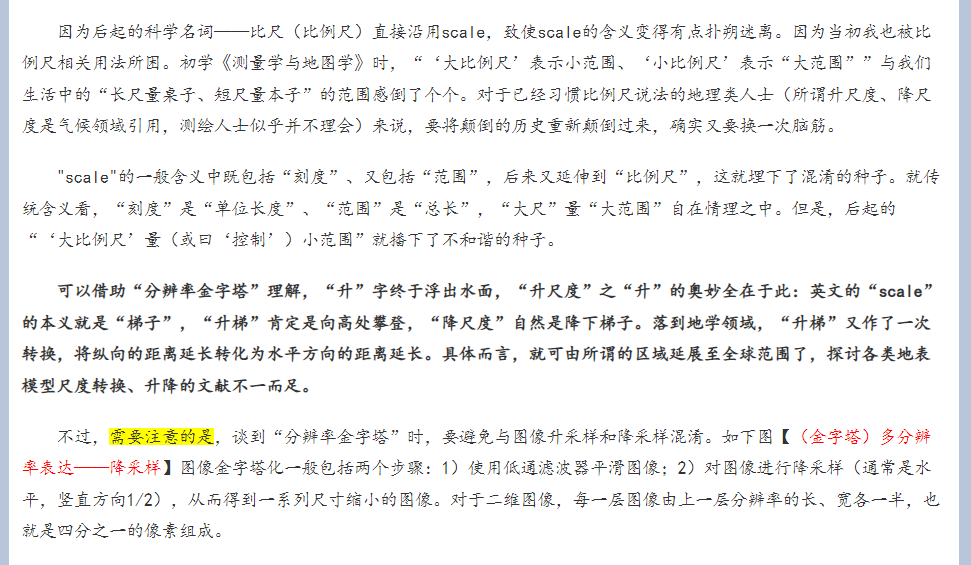 因为后起的科学名词——比尺（比例尺）直接沿用scale，致使scale的含义变得有点扑朔迷离。因为当初我也被比
例尺相关用法所困。初学《测量学与地图学》时，“‘大比例尺’表示小范围、‘小比例尺’表示“大范围””与我们
生活中的“长尺量桌子、短尺量本子”的范围感倒了个个。对于已经习惯比例尺说法的地理类人士（所谓升尺度、降尺
度是气候领域引用，测绘人士似乎并不理会）来说，要将颠倒的历史重新颠倒过来，确实又要换一次脑筋。
"scale"的一般含义中既包括“刻度”、又包括“范围”，后来又延伸到“比例尺”，这就埋下了混淆的种子。就传
统含义看，“刻度”是“单位长度”、“范围”是“总长”，“大尺”量“大范围”自在情理之中。但是，后起的
“‘大比例尺’量（或曰‘控制’）小范围”就播下了不和谐的种子。
可以借助“分辨率金字塔”理解，“升”字终于浮出水面，“升尺度”之“升”的奥妙全在于此：英文的“scale”
的本义就是“梯子”，“升梯”肯定是向高处攀登，“降尺度”自然是降下梯子。落到地学领域，“升梯”又作了一次
转换，将纵向的距离延长转化为水平方向的距离延长。具体而言，就可由所谓的区域延展至全球范围了，探讨各类地表
模型尺度转换、升降的文献不一而足。
不过，需要注意的是，谈到“分辨率金字塔”时，要避免与图像升采样和降采样混淆。如下图【（金字塔）多分辨
率表达——降采样】图像金字塔化一般包括两个步骤：1）使用低通滤波器平滑图像；2）对图像进行降采样（通常是水
平，竖直方向1/2），从而得到一系列尺寸缩小的图像。对于二维图像，每一层图像由上一层分辨率的长、宽各一半，也
就是四分之一的像素组成。